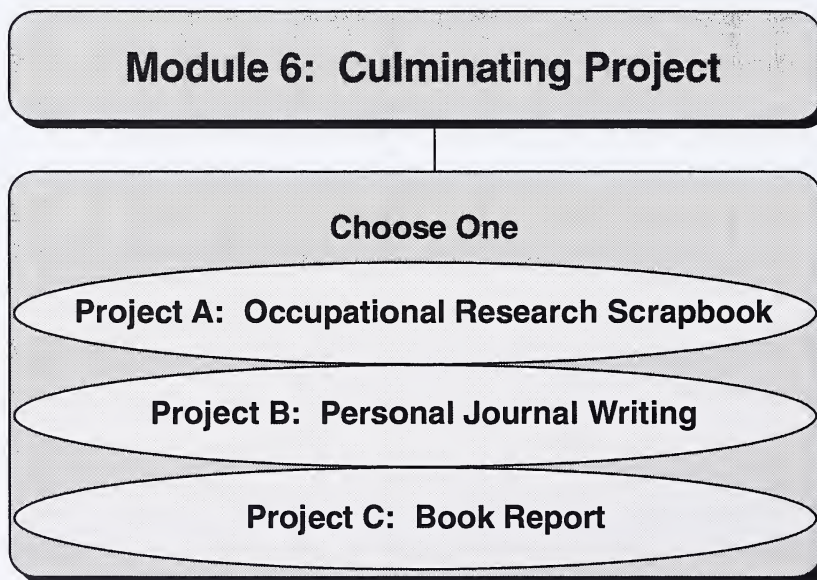 Module 6: Culminating Project
Choose One
Project A: Occupational Research Scrapbook
Project B: Personal Journal Writing
Project C: Book Report